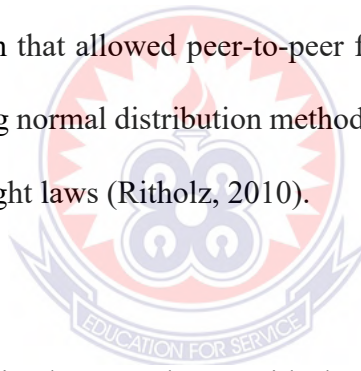 n that allowed peer-to-peer f
g normal distribution method
ght laws (Ritholz, 2010).
EDUCATION FOR SERVICE